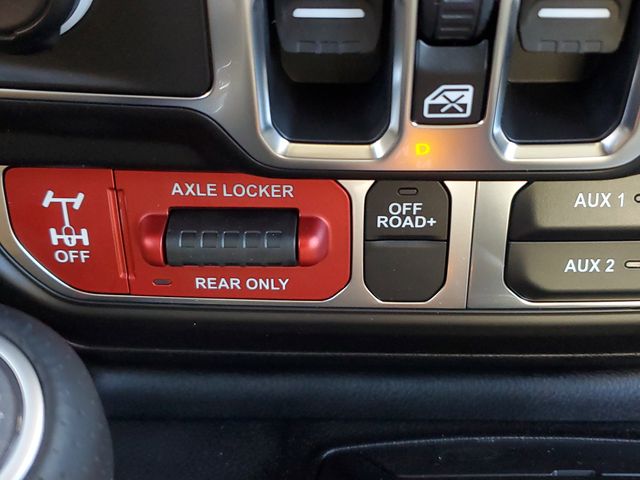 D
AXLE LOCKER
OFF
REAR ONLY
OFF
ROAD+
AUX 1
AUX 2